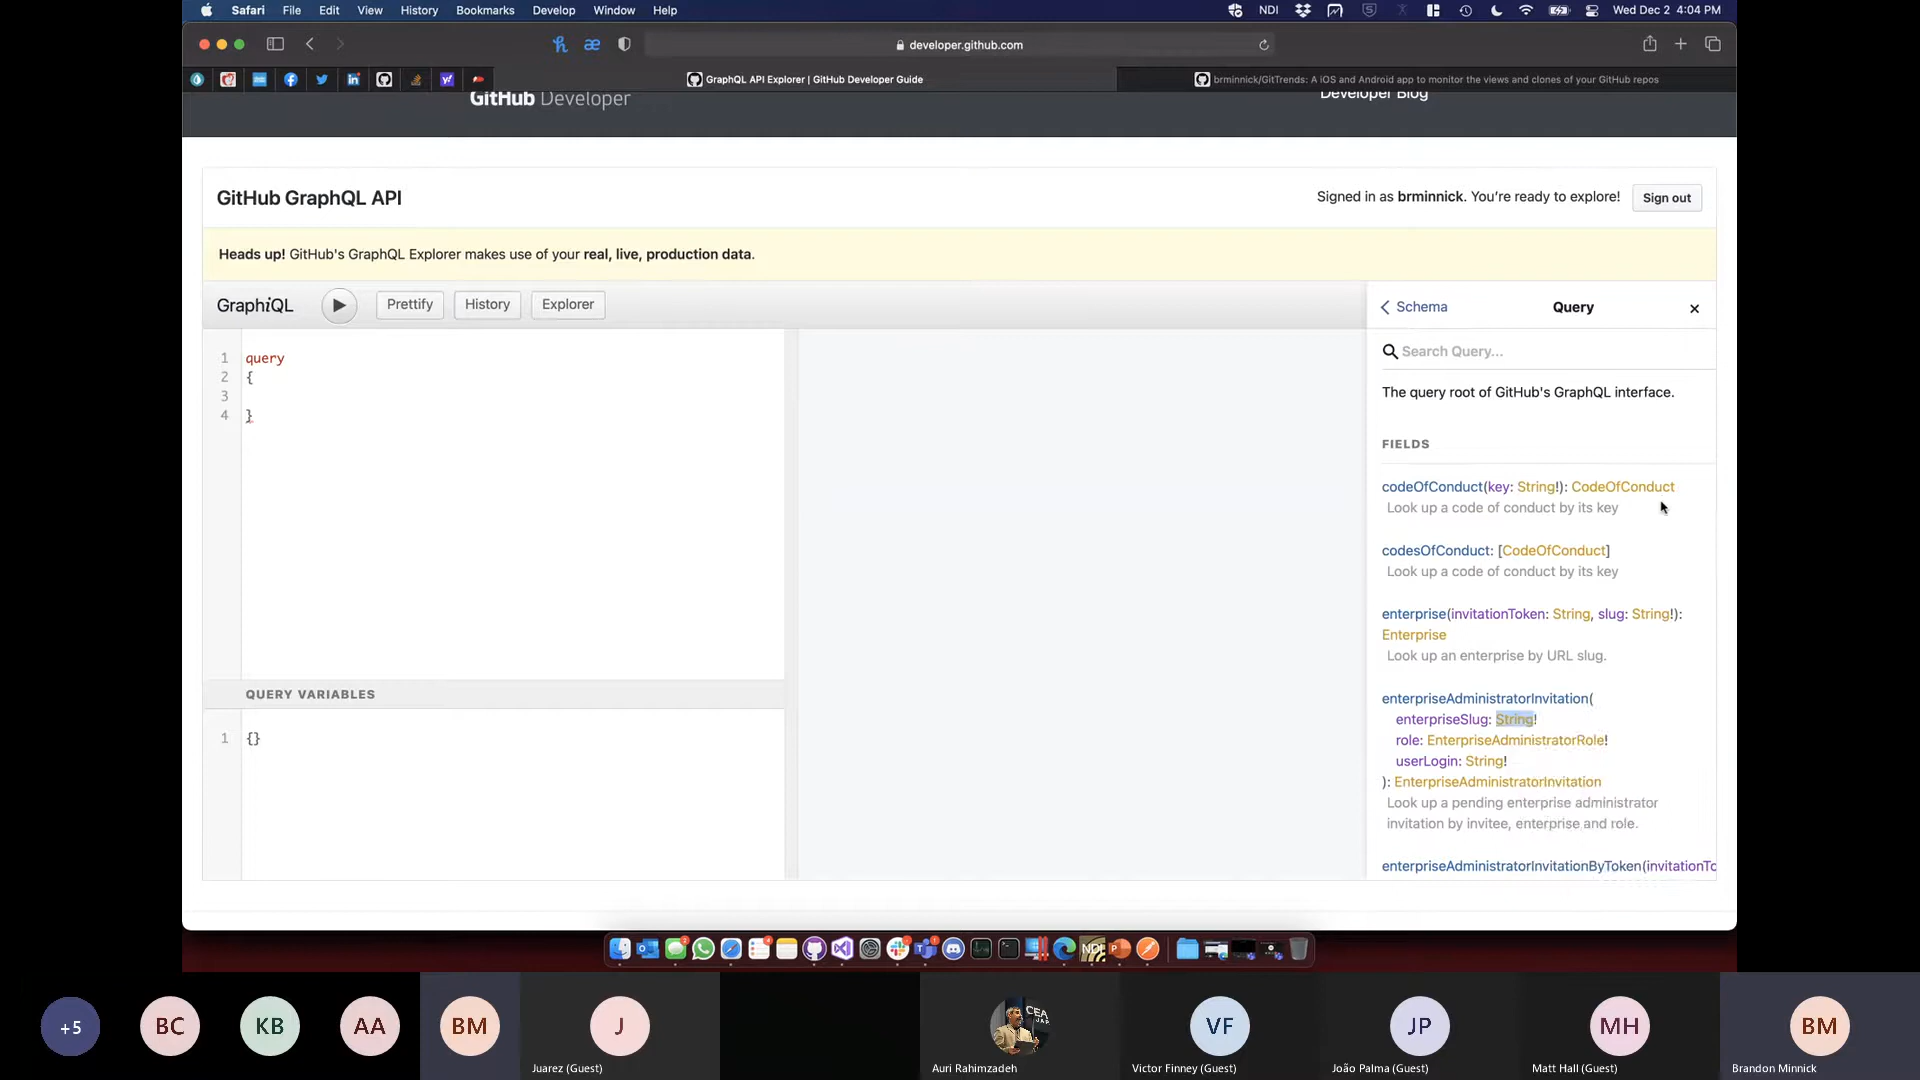 Safari File Edit View History Bookmarks Develop Window Help
NDI Wed Dec 2 4:04 PM
developer.github.com
GraphQL API Explorer | GitHub Developer Guide
brminnick/GitTrends: A iOS and Android app to monitor the views and clones of your GitHub repos
GitHub Developer
Developer Blog
GitHub GraphQL API
Signed in as brminnick. You're ready to explore!
Sign out
Heads up! GitHub's GraphQL Explorer makes use of your real, live, production data.
GraphiQL
Prettify
History
Explorer
Schema
Query
Search Query...
1 query
2 {
3
4 }
The query root of GitHub's GraphQL interface.
FIELDS
codeOfConduct(key: String!): CodeOfConduct
Look up a code of conduct by its key
codesOfConduct: [CodeOfConduct]
Look up a code of conduct by its key
enterprise(invitationToken: String, slug: String!):
Enterprise
Look up an enterprise by URL slug.
enterpriseAdministratorInvitation(
enterpriseSlug: String!
role: EnterpriseAdministratorRole!
userLogin: String!
): EnterpriseAdministratorInvitation
Look up a pending enterprise administrator
invitation by invitee, enterprise and role.
enterpriseAdministratorInvitationByToken(invitationTo
QUERY VARIABLES
1 {}
NDI
+5
BC
KB
AA
BM
J
Juarez (Guest)
CEA
Auri Rahimzadeh
VF
Victor Finney (Guest)
JP
João Palma (Guest)
MH
Matt Hall (Guest)
BM
Brandon Minnick